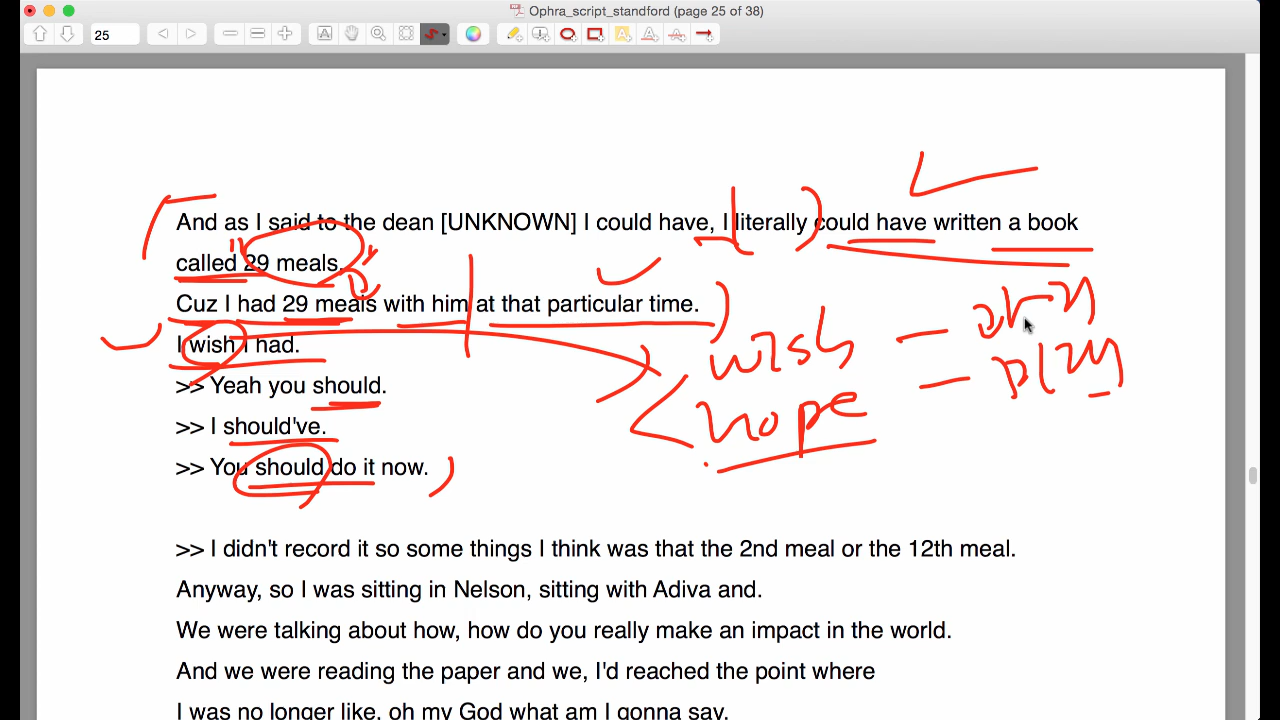 Ophra_script_standford (page 25 of 38)
25
And as I said to the dean [UNKNOWN] I could have, I literally could have written a book
called 29 meals.
Cuz I had 29 meals with him at that particular time.
I wish I had.
>> Yeah you should.
>> I should've.
>> You should do it now.
wish
hope
>> I didn't record it so some things I think was that the 2nd meal or the 12th meal.
Anyway, so I was sitting in Nelson, sitting with Adiva and.
We were talking about how, how do you really make an impact in the world.
And we were reading the paper and we, I'd reached the point where
I was no longer like, oh my God what am I gonna say.